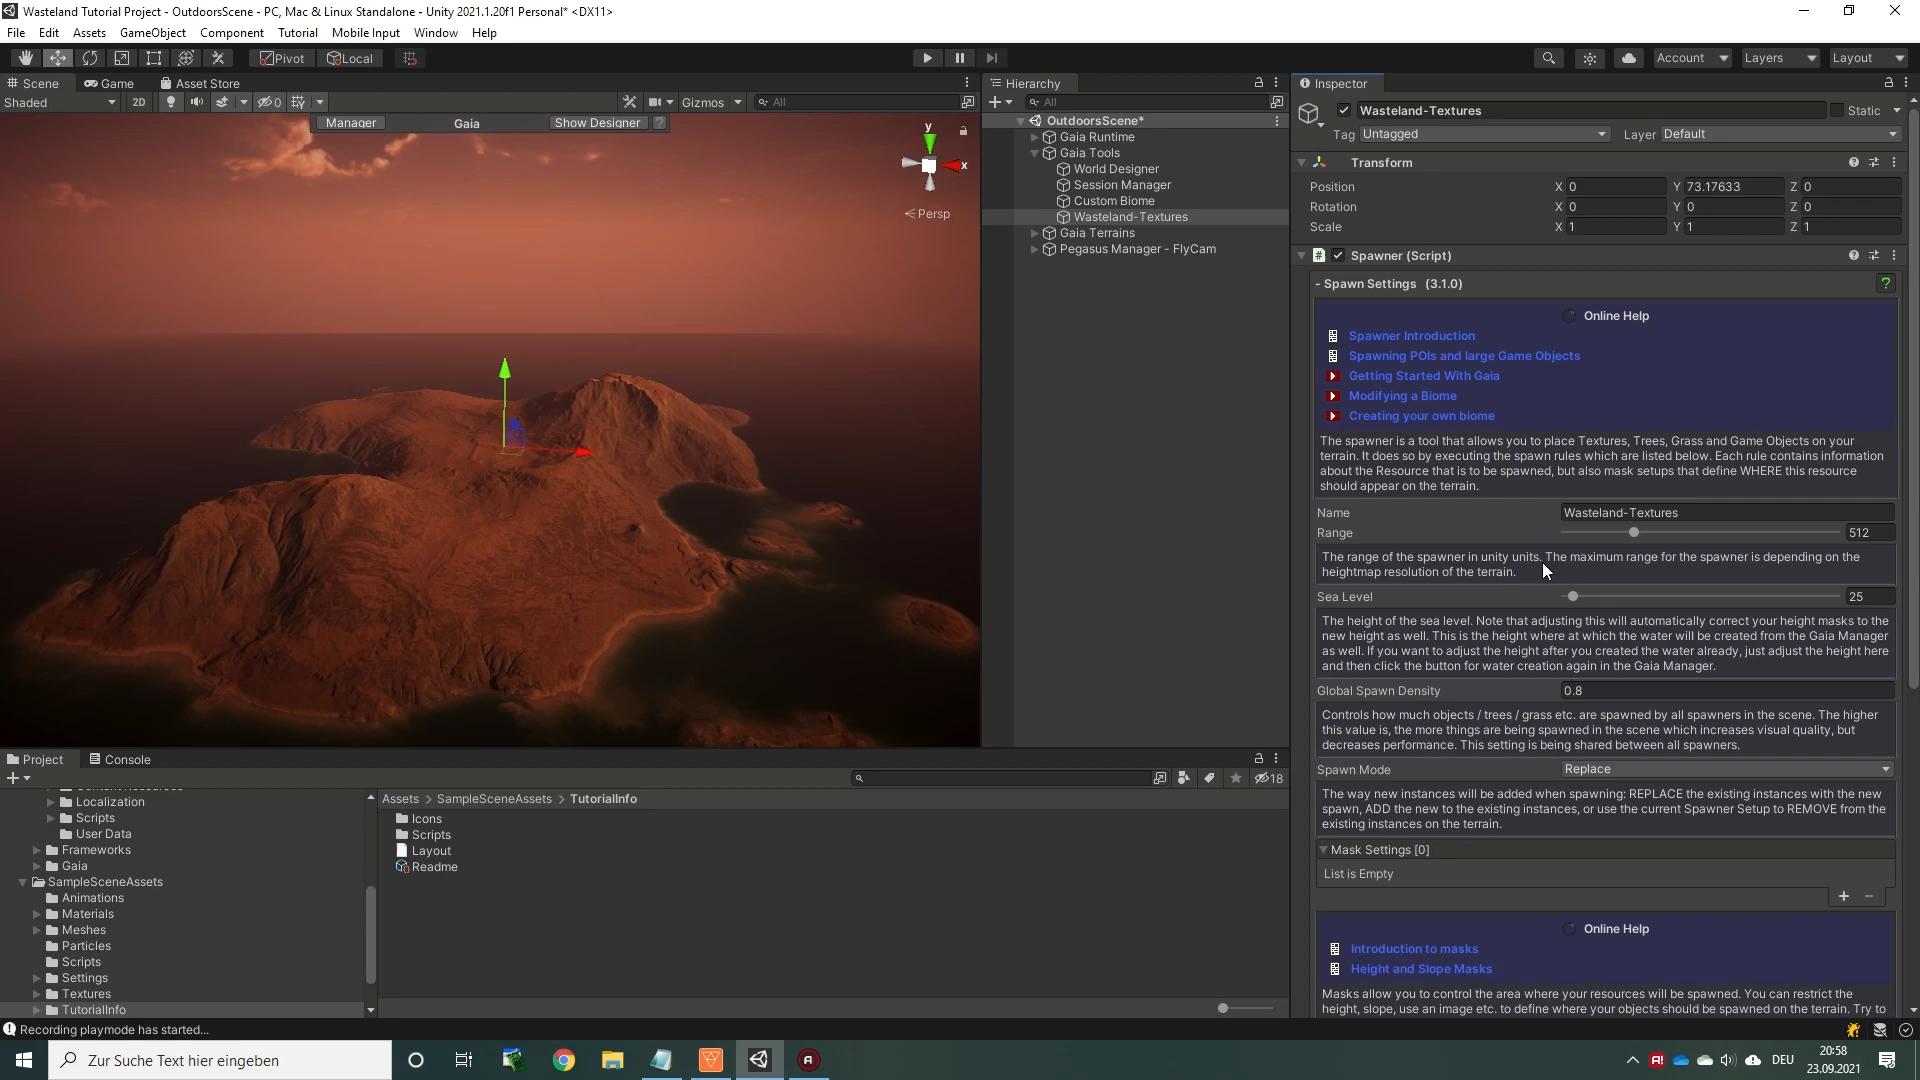 Wasteland Tutorial Project - OutdoorsScene - PC, Mac & Linux Standalone - Unity 2021.1.20f1 Personal* <DX11>
File Edit Assets GameObject Component Tutorial Mobile Input Window Help
Pivot Local Account Layers Layout
Scene Game Asset Store
Shaded 2D 0 Gizmos All
Manager Gaia Show Designer ?
y
x
< Persp
Hierarchy
All
OutdoorsScene*
Gaia Runtime
Gaia Tools
World Designer
Session Manager
Custom Biome
Wasteland-Textures
Gaia Terrains
Pegasus Manager - FlyCam
Inspector
Wasteland-Textures Static
Tag Untagged Layer Default
Transform
Position X 0 Y 73.17633 Z 0
Rotation X 0 Y 0 Z 0
Scale X 1 Y 1 Z 1
# Spawner (Script)
- Spawn Settings (3.1.0) ?
Online Help
Spawner Introduction
Spawning POIs and large Game Objects
Getting Started With Gaia
Modifying a Biome
Creating your own biome
The spawner is a tool that allows you to place Textures, Trees, Grass and Game Objects on your
terrain. It does so by executing the spawn rules which are listed below. Each rule contains information
about the Resource that is to be spawned, but also mask setups that define WHERE this resource
should appear on the terrain.
Name Wasteland-Textures
Range 512
The range of the spawner in unity units. The maximum range for the spawner is depending on the
heightmap resolution of the terrain.
Sea Level 25
The height of the sea level. Note that adjusting this will automatically correct your height masks to the
new height as well. This is the height where at which the water will be created from the Gaia Manager
as well. If you want to adjust the height after you created the water already, just adjust the height here
and then click the button for water creation again in the Gaia Manager.
Global Spawn Density 0.8
Controls how much objects / trees / grass etc. are spawned by all spawners in the scene. The higher
this value is, the more things are being spawned in the scene which increases visual quality, but
decreases performance. This setting is being shared between all spawners.
Spawn Mode Replace
The way new instances will be added when spawning: REPLACE the existing instances with the new
spawn, ADD the new to the existing instances, or use the current Spawner Setup to REMOVE from the
existing instances on the terrain.
Mask Settings [0]
List is Empty
+ -
Online Help
Introduction to masks
Height and Slope Masks
Masks allow you to control the area where your resources will be spawned. You can restrict the
height, slope, use an image etc. to define where your objects should be spawned on the terrain. Try to
Project Console
18
Localization
Scripts
User Data
Frameworks
Gaia
SampleSceneAssets
Animations
Materials
Meshes
Particles
Scripts
Settings
Textures
TutorialInfo
Assets > SampleSceneAssets > TutorialInfo
Icons
Scripts
Layout
Readme
Recording playmode has started...
Zur Suche Text hier eingeben
DEU
20:58
23.09.2021